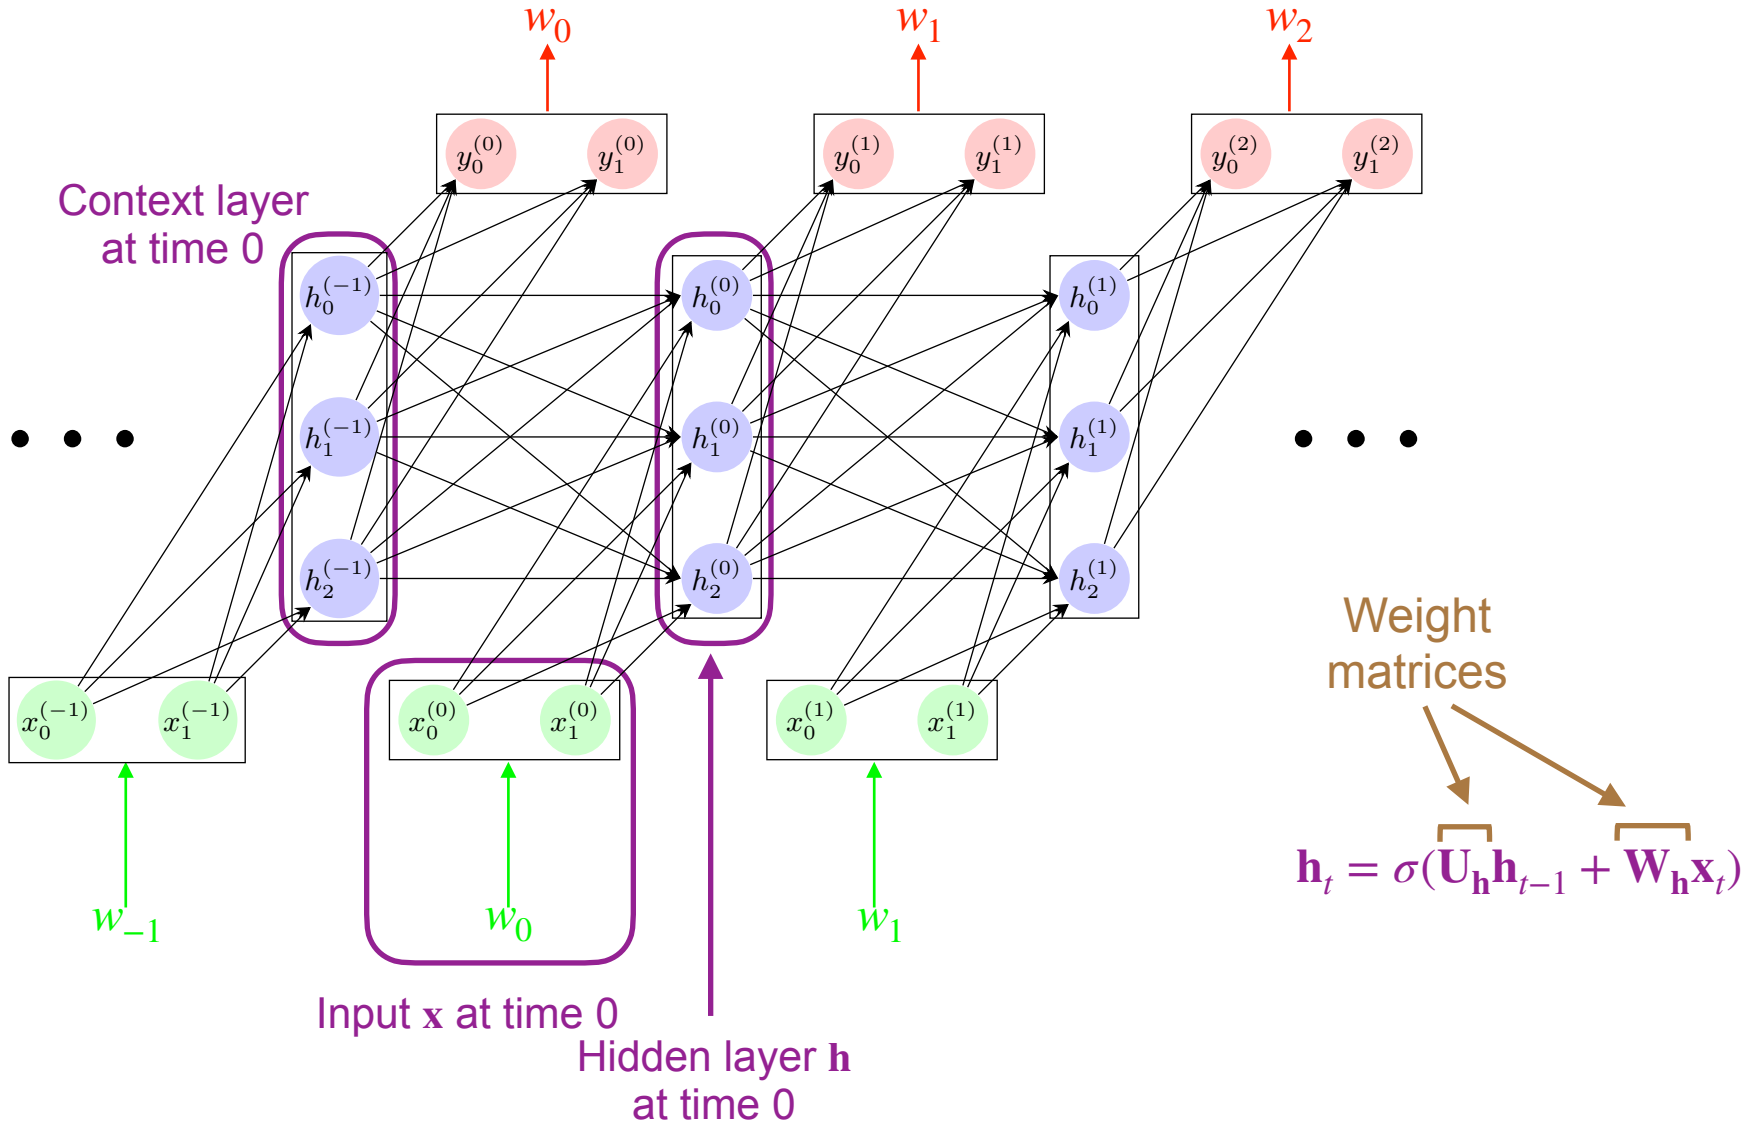 w₀ w₁ w₂
y₀⁽⁰⁾ y₁⁽⁰⁾ y₀⁽¹⁾ y₁⁽¹⁾ y₀⁽²⁾ y₁⁽²⁾
Context layer
at time 0
h₀⁽⁻¹⁾ h₀⁽⁰⁾ h₀⁽¹⁾
h₁⁽⁻¹⁾ h₁⁽⁰⁾ h₁⁽¹⁾
h₂⁽⁻¹⁾ h₂⁽⁰⁾ h₂⁽¹⁾
Weight
matrices
x₀⁽⁻¹⁾ x₁⁽⁻¹⁾ x₀⁽⁰⁾ x₁⁽⁰⁾ x₀⁽¹⁾ x₁⁽¹⁾
hₜ = σ(Uₕhₜ₋₁ + Wₕxₜ)
w₋₁ w₀ w₁
Input x at time 0
Hidden layer h
at time 0